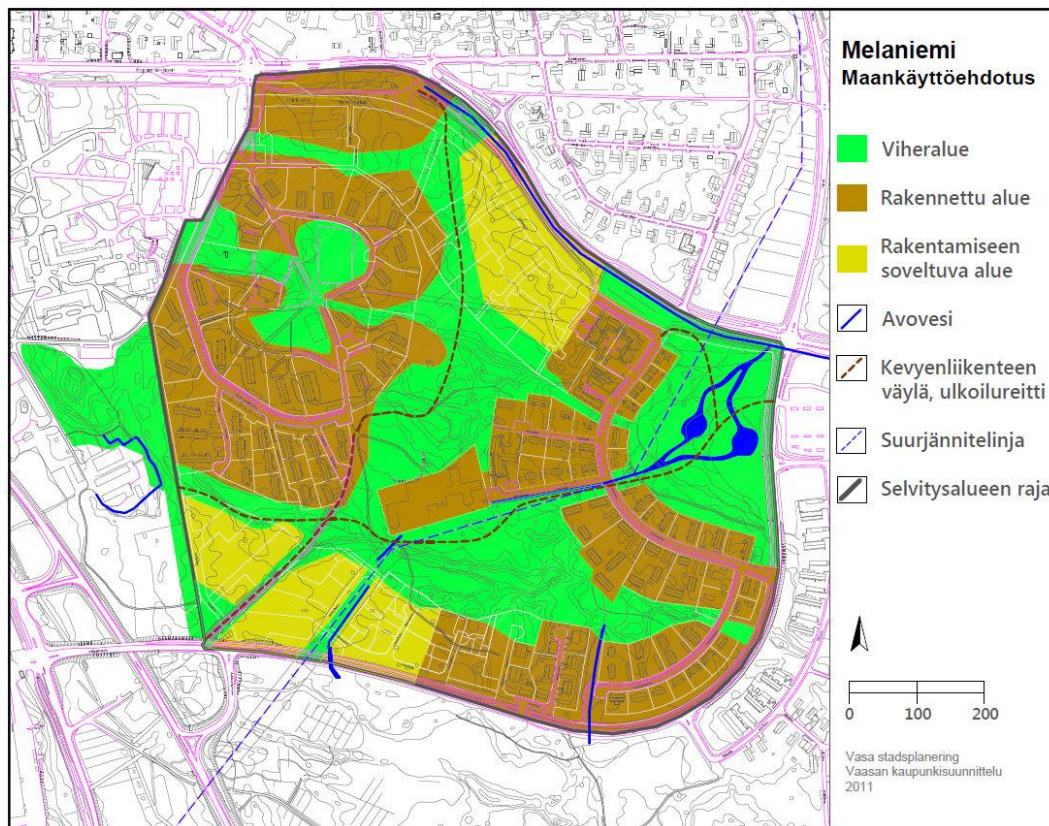 Melaniemi
Maankäyttöehdotus
Viheralue
Rakennettu alue
Rakentamiseen
soveltuva alue
Avovesi
Kevyenliikenteen
väylä, ulkoilureitti
Suurjännitelinja
Selvitysalueen raja
0 100 200
Vasa stadsplanering
Vaasan kaupunkisuunnittelu
2011